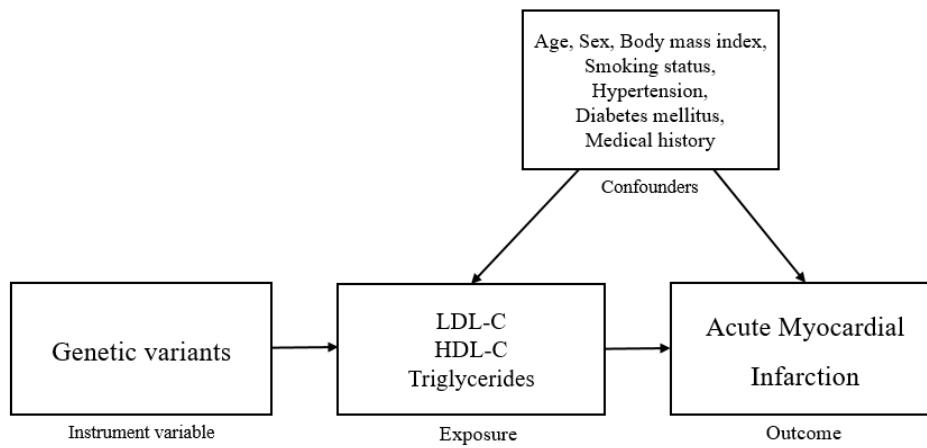 Age, Sex, Body mass index,
Smoking status,
Hypertension,
Diabetes mellitus,
Medical history
Confounders
Genetic variants
Instrument variable
LDL-C
HDL-C
Triglycerides
Exposure
Acute Myocardial
Infarction
Outcome